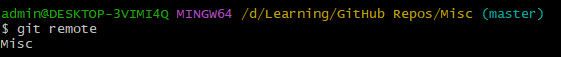 admin@DESKTOP-3VIMI4Q MINGW64 /d/Learning/GitHub Repos/Misc (master)
$ git remote
Misc